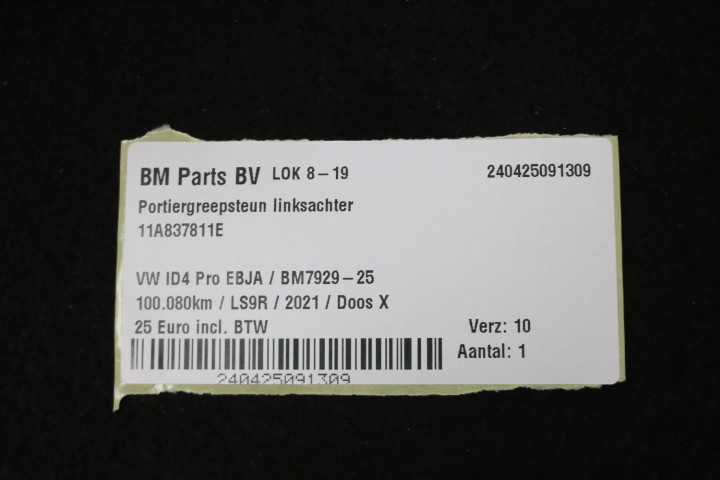 BM Parts BV LOK 8-19 240425091309
Portiergreepsteun linksachter
11A837811E
VW ID4 Pro EBJA / BM7929-25
100.080km / LS9R / 2021 / Doos X
25 Euro incl. BTW Verz: 10
Aantal: 1
240425091309